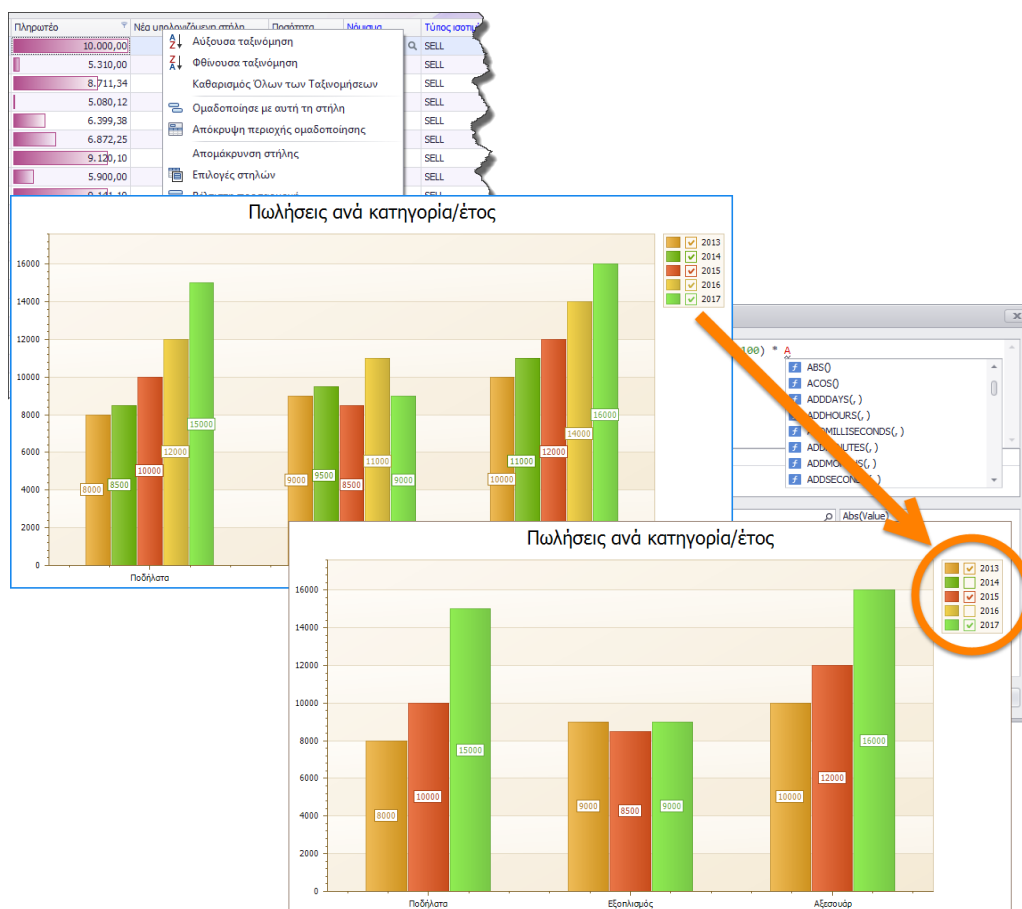 Πληρωτέο Νέα υπολογιζόμενη στήλη Ποσότητα Νόμισμα Τύπος ισοτιμ
10.000,00 SELL
5.310,00 SELL
8.711,34 SELL
5.080,12 SELL
6.399,38 SELL
6.872,25 SELL
9.120,10 SELL
5.900,00 SELL
Αύξουσα ταξινόμηση
Φθίνουσα ταξινόμηση
Καθαρισμός Όλων των Ταξινομήσεων
Ομαδοποίησε με αυτή τη στήλη
Απόκρυψη περιοχής ομαδοποίησης
Απομάκρυνση στήλης
Επιλογές στηλών
Πωλήσεις ανά κατηγορία/έτος
16000
14000
12000
10000
8000
6000
4000
2000
0
8000 8500 10000 12000 15000
9000 9500 8500 11000 9000
10000 11000 12000 14000 16000
Ποδήλατα
2013
2014
2015
2016
2017
100) * A
ABS()
ACOS()
ADDDAYS(, )
ADDHOURS(, )
ADDMILLISECONDS(, )
ADDMINUTES(, )
ADDMONTHS(, )
ADDSECONDS(, )
Abs(Value)
Πωλήσεις ανά κατηγορία/έτος
16000
14000
12000
10000
8000
6000
4000
2000
0
8000 10000 15000
9000 8500 9000
10000 12000 16000
Ποδήλατα Εξοπλισμός Αξεσουάρ
2013
2014
2015
2016
2017